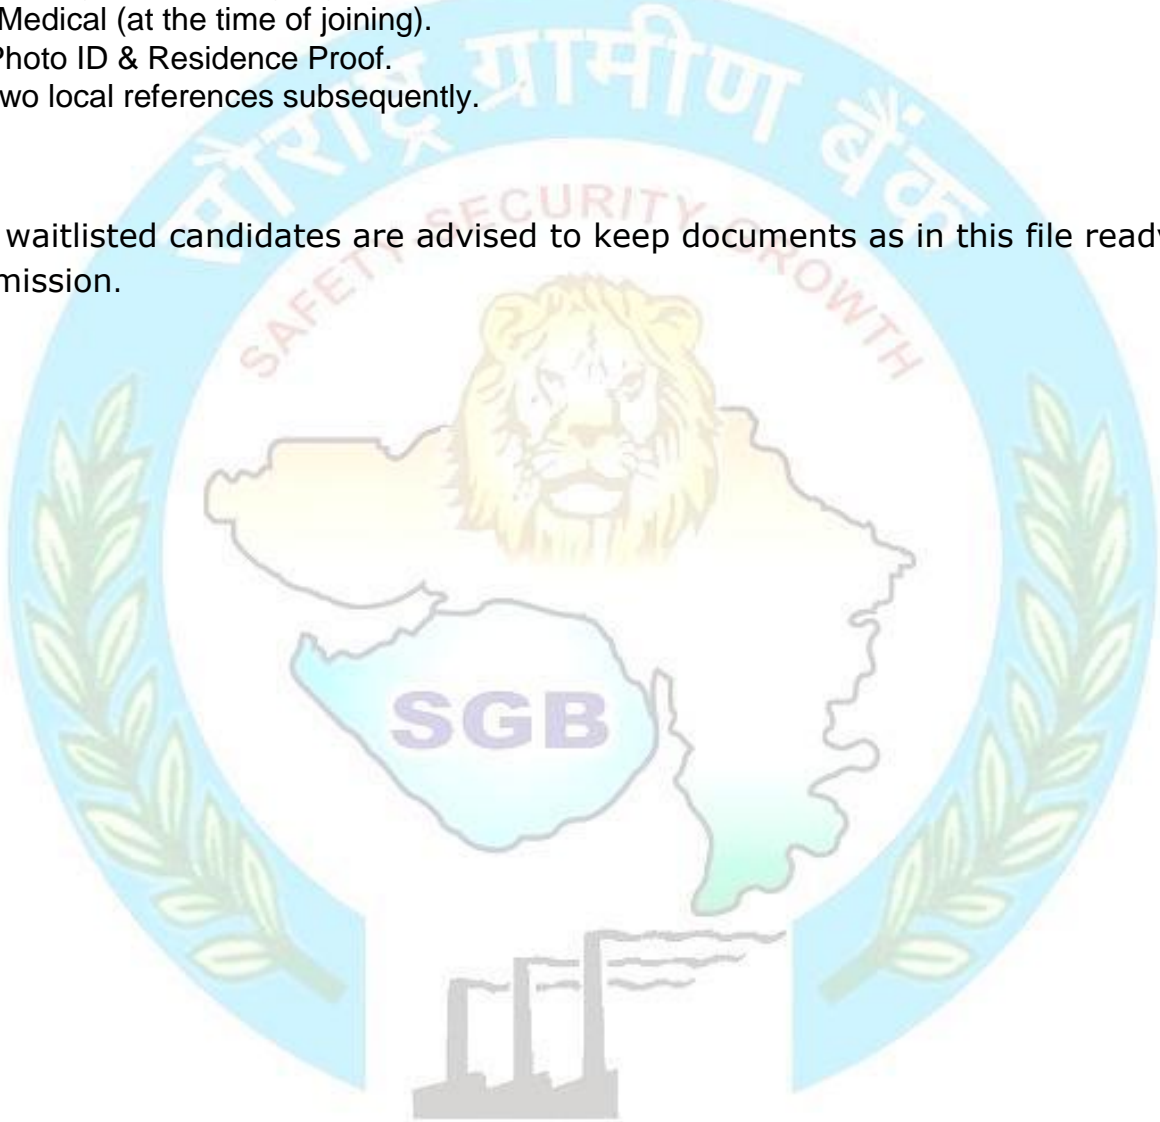 Medical (at the time of joining).
Photo ID & Residence Proof.
wo local references subsequently.
सौराष्ट्र ग्रामीण बैंक
SAFETY SECURITY GROWTH
waitlisted candidates are advised to keep documents as in this file ready
mission.
SGB